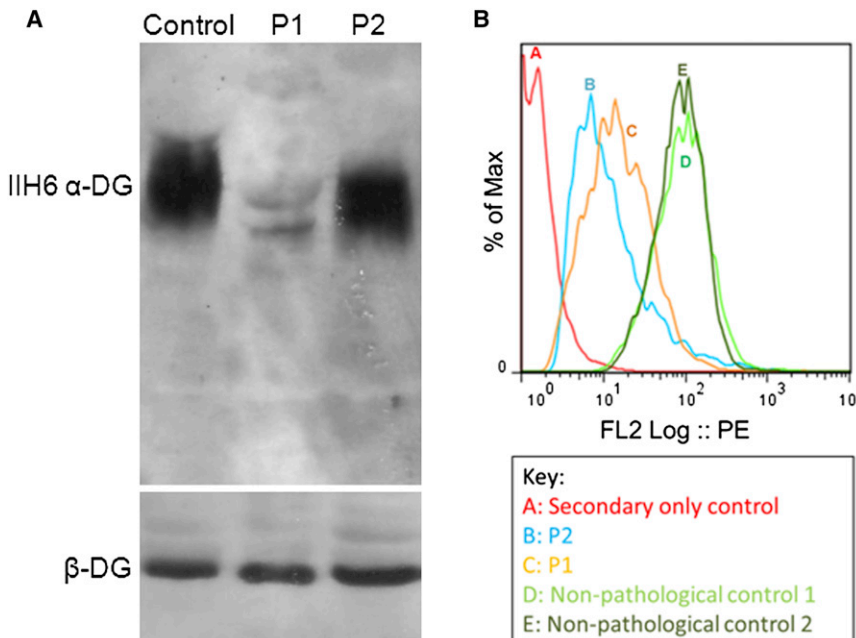 A
Control P1 P2
IIH6 α-DG
β-DG
B
A
B
C
E
D
% of Max
0
10⁰ 10¹ 10² 10³ 10
FL2 Log :: PE
Key:
A: Secondary only control
B: P2
C: P1
D: Non-pathological control 1
E: Non-pathological control 2